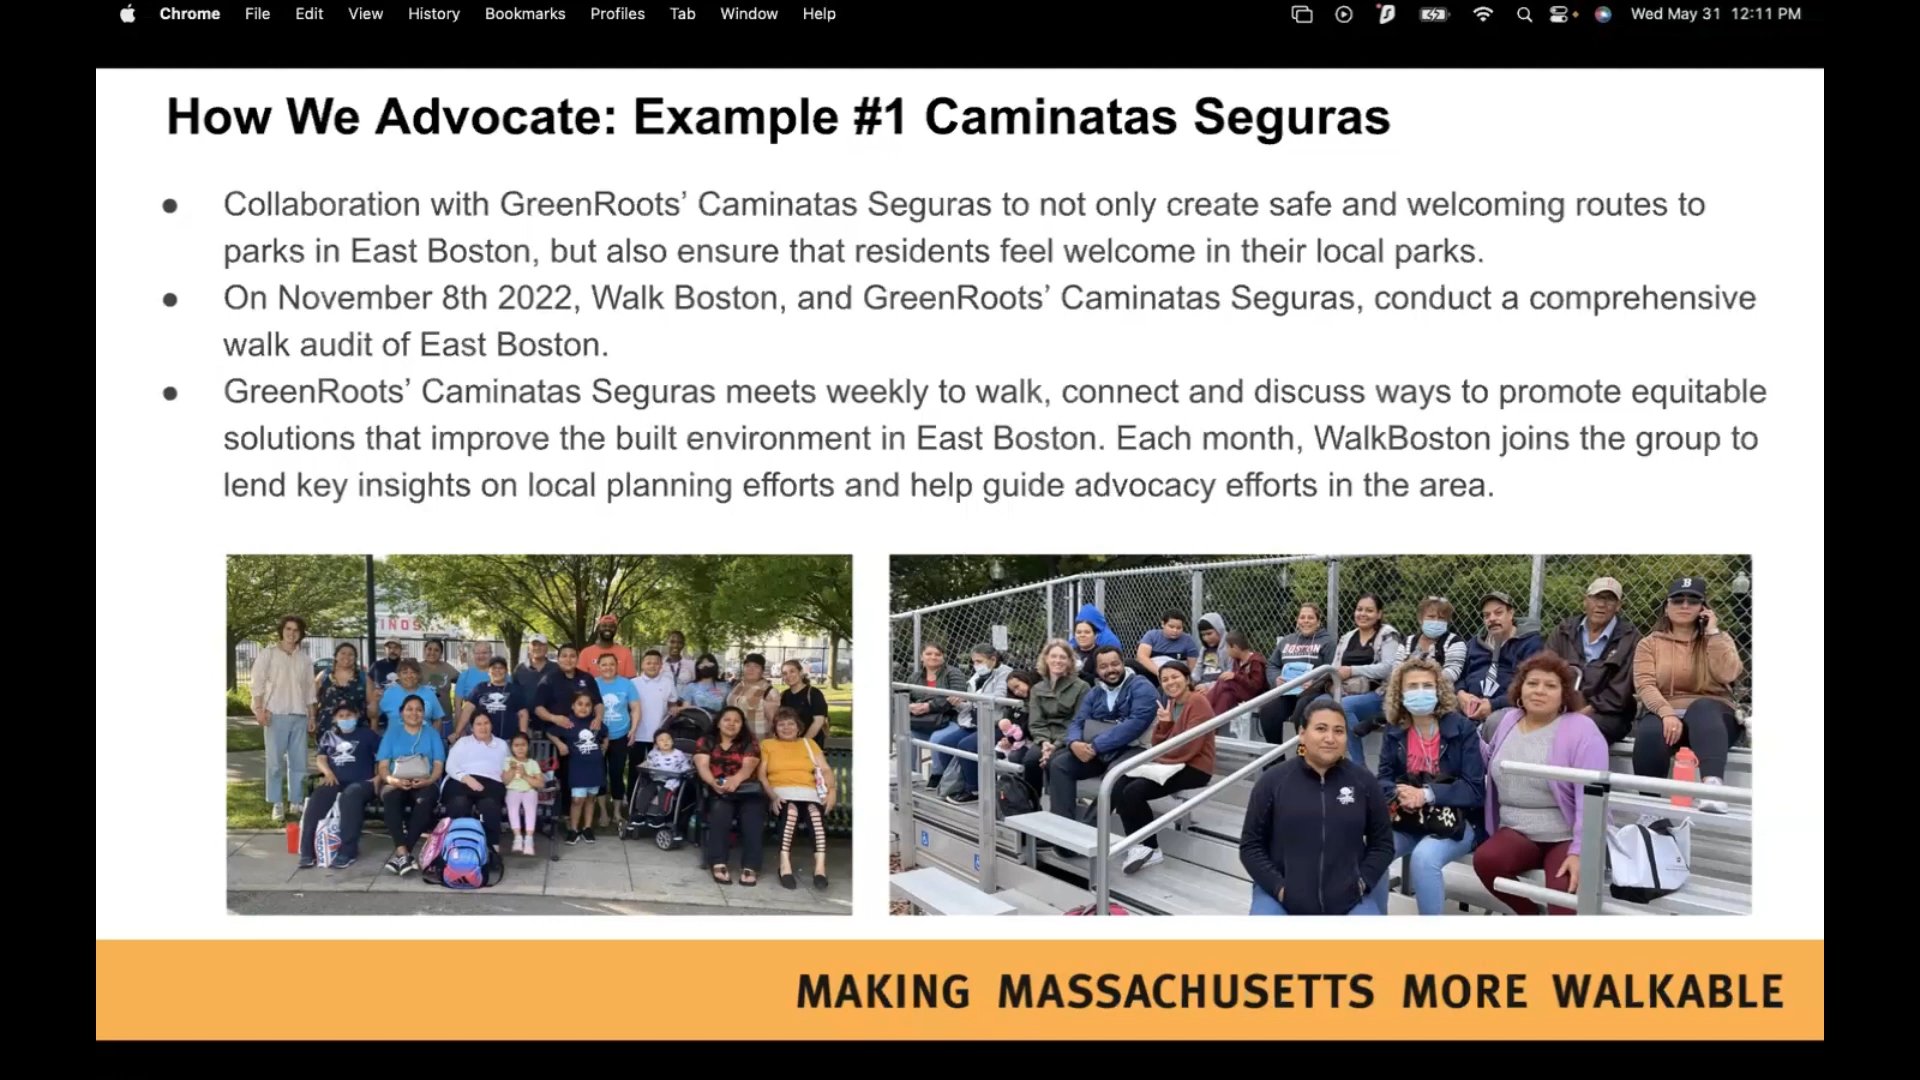 Chrome File Edit View History Bookmarks Profiles Tab Window Help Wed May 31 12:11 PM
How We Advocate: Example #1 Caminatas Seguras
● Collaboration with GreenRoots’ Caminatas Seguras to not only create safe and welcoming routes to
parks in East Boston, but also ensure that residents feel welcome in their local parks.
● On November 8th 2022, Walk Boston, and GreenRoots’ Caminatas Seguras, conduct a comprehensive
walk audit of East Boston.
● GreenRoots’ Caminatas Seguras meets weekly to walk, connect and discuss ways to promote equitable
solutions that improve the built environment in East Boston. Each month, WalkBoston joins the group to
lend key insights on local planning efforts and help guide advocacy efforts in the area.
INOS
BOSTON
B
MAKING MASSACHUSETTS MORE WALKABLE